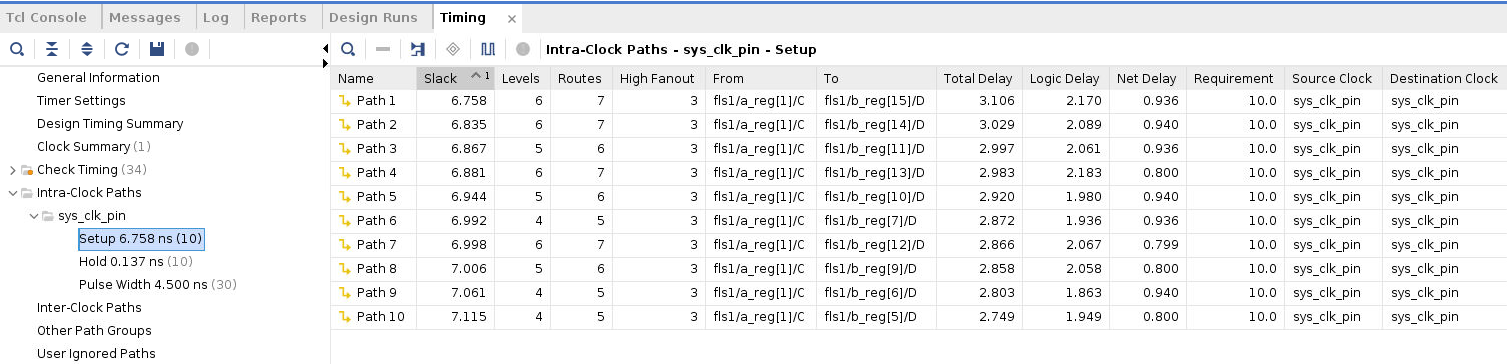 Tcl Console Messages Log Reports Design Runs Timing ×
Intra-Clock Paths - sys_clk_pin - Setup
General Information
Timer Settings
Design Timing Summary
Clock Summary (1)
Check Timing (34)
Intra-Clock Paths
sys_clk_pin
Setup 6.758 ns (10)
Hold 0.137 ns (10)
Pulse Width 4.500 ns (30)
Inter-Clock Paths
Other Path Groups
User Ignored Paths
Name Slack 1 Levels Routes High Fanout From To Total Delay Logic Delay Net Delay Requirement Source Clock Destination Clock
Path 1 6.758 6 7 3 fls1/a_reg[1]/C fls1/b_reg[15]/D 3.106 2.170 0.936 10.0 sys_clk_pin sys_clk_pin
Path 2 6.835 6 7 3 fls1/a_reg[1]/C fls1/b_reg[14]/D 3.029 2.089 0.940 10.0 sys_clk_pin sys_clk_pin
Path 3 6.867 5 6 3 fls1/a_reg[1]/C fls1/b_reg[11]/D 2.997 2.061 0.936 10.0 sys_clk_pin sys_clk_pin
Path 4 6.881 6 7 3 fls1/a_reg[1]/C fls1/b_reg[13]/D 2.983 2.183 0.800 10.0 sys_clk_pin sys_clk_pin
Path 5 6.944 5 6 3 fls1/a_reg[1]/C fls1/b_reg[10]/D 2.920 1.980 0.940 10.0 sys_clk_pin sys_clk_pin
Path 6 6.992 4 5 3 fls1/a_reg[1]/C fls1/b_reg[7]/D 2.872 1.936 0.936 10.0 sys_clk_pin sys_clk_pin
Path 7 6.998 6 7 3 fls1/a_reg[1]/C fls1/b_reg[12]/D 2.866 2.067 0.799 10.0 sys_clk_pin sys_clk_pin
Path 8 7.006 5 6 3 fls1/a_reg[1]/C fls1/b_reg[9]/D 2.858 2.058 0.800 10.0 sys_clk_pin sys_clk_pin
Path 9 7.061 4 5 3 fls1/a_reg[1]/C fls1/b_reg[6]/D 2.803 1.863 0.940 10.0 sys_clk_pin sys_clk_pin
Path 10 7.115 4 5 3 fls1/a_reg[1]/C fls1/b_reg[5]/D 2.749 1.949 0.800 10.0 sys_clk_pin sys_clk_pin